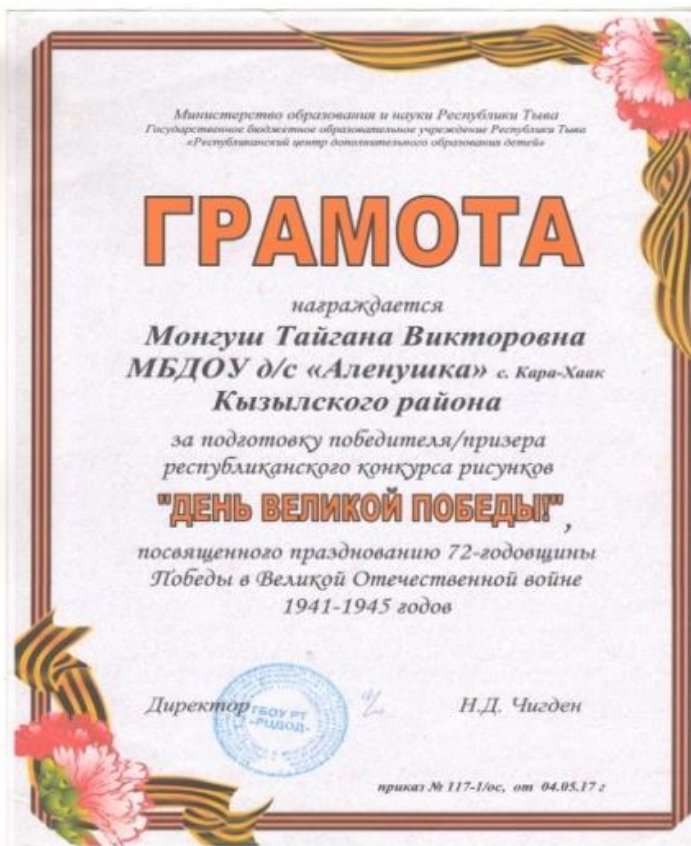 Министерство образования и науки Республики Тыва
Государственное бюджетное образовательное учреждение Республики Тыва
«Республиканский центр дополнительного образования детей»
ГРАМОТА
награждается
Монгуш Тайгана Викторовна
МБДОУ д/с «Аленушка» с. Кара-Хаак
Кызылского района
за подготовку победителя/призера
республиканского конкурса рисунков
"ДЕНЬ ВЕЛИКОЙ ПОБЕДЫ!",
посвященного празднованию 72-годовщины
Победы в Великой Отечественной войне
1941-1945 годов
Директор
Н.Д. Чигден
ГБОУ РТ
«РЦДОД»
приказ № 117-1/ос, от 04.05.17 г